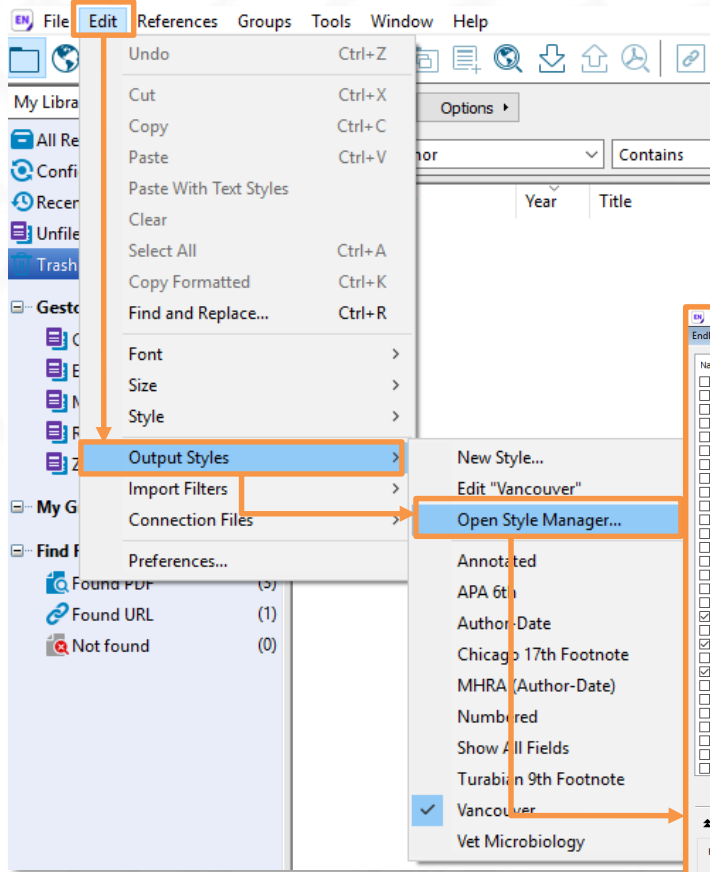 EN File Edit References Groups Tools Window Help
My Libra
Options
All Re
Confi
Recen
Unfile
Trash
Contains
Year Title
Undo Ctrl+Z
Cut Ctrl+X
Copy Ctrl+C
Paste Ctrl+V
Paste With Text Styles
Clear
Select All Ctrl+A
Copy Formatted Ctrl+K
Find and Replace... Ctrl+R
Font
Size
Style
Output Styles
Import Filters
Connection Files
Preferences...
Gesto
My G
Find F
Found PDF
Found URL (1)
Not found (0)
New Style...
Edit "Vancouver"
Open Style Manager...
Annotated
APA 6th
Author-Date
Chicago 17th Footnote
MHRA (Author-Date)
Numbered
Show All Fields
Turabian 9th Footnote
Vancouver
Vet Microbiology
EN
Endl
Na